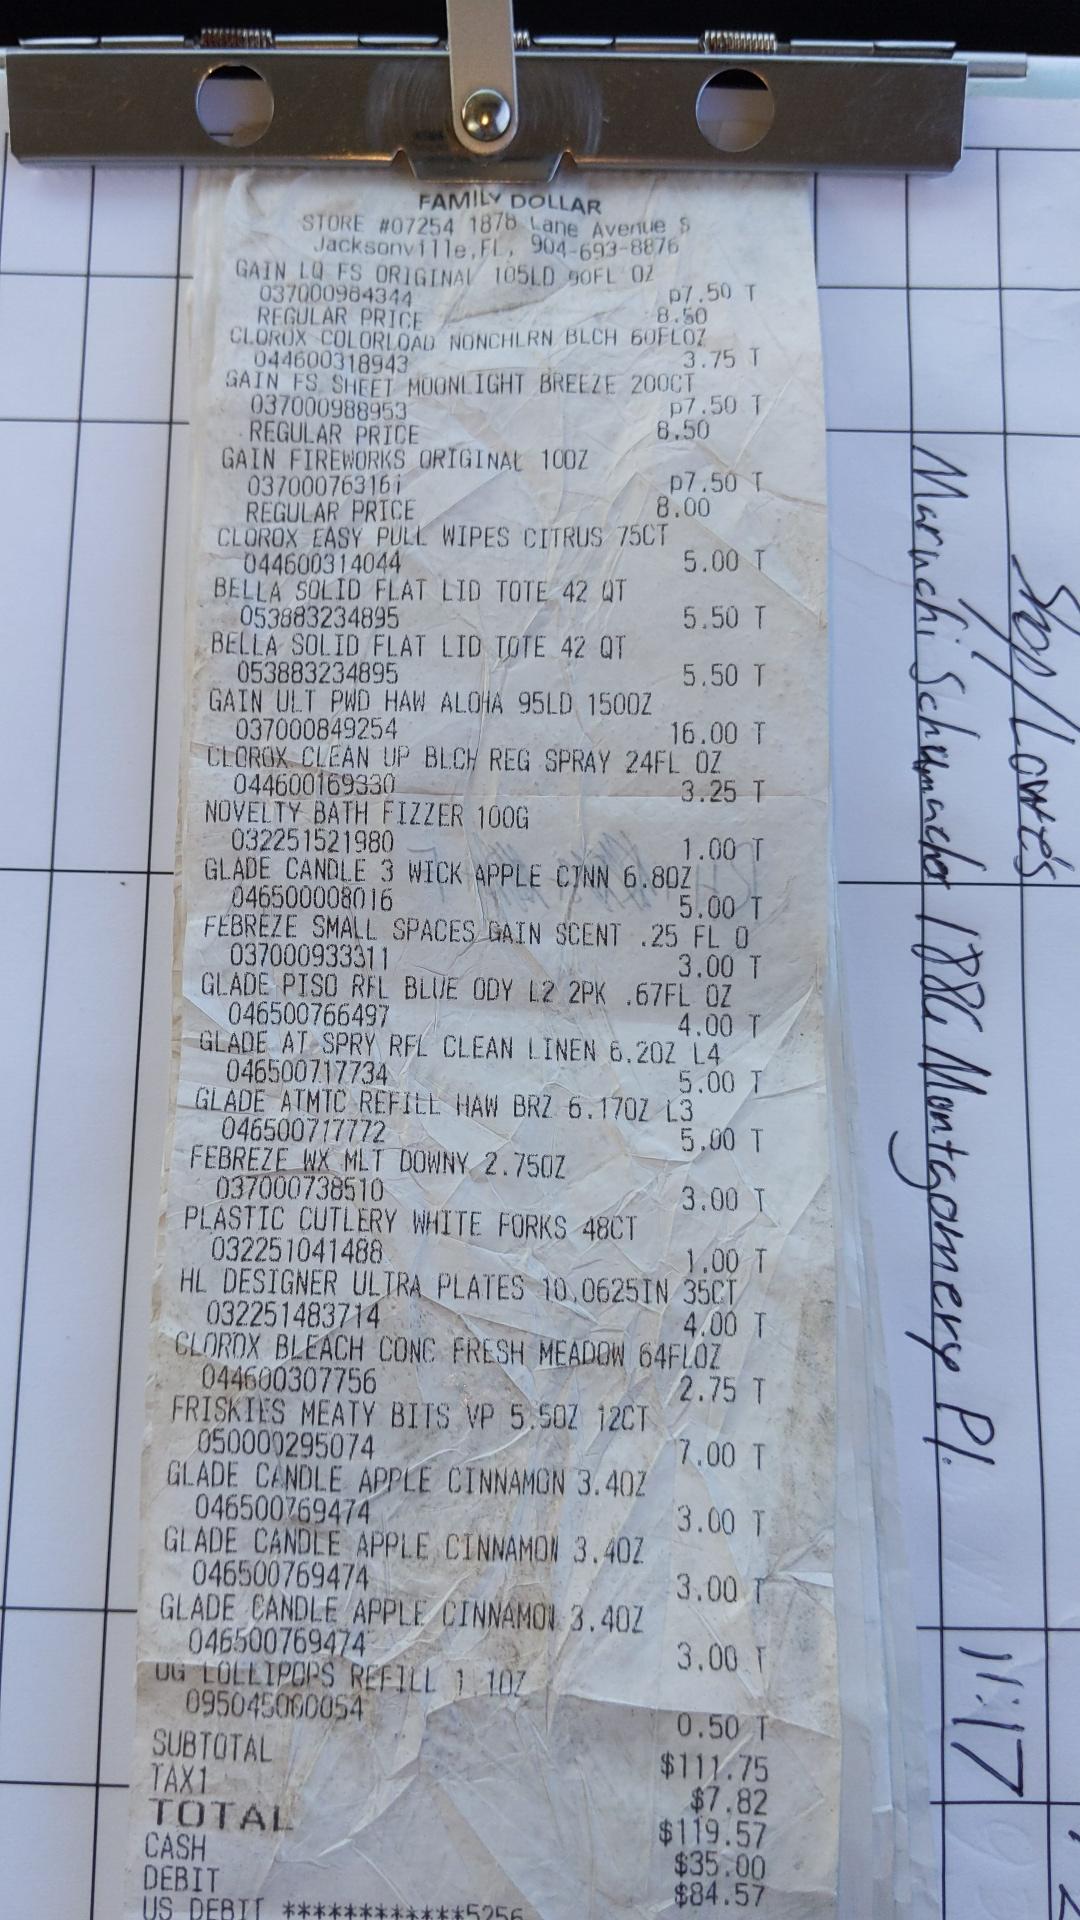 FAMILY DOLLAR
STORE #07254 1878 Lane Avenue S
Jacksonville,FL, 904-693-8876
GAIN LQ FS ORIGINAL 105LD 90FL OZ
037000984344 p7.50 T
REGULAR PRICE 8.50
CLOROX COLORLOAD NONCHLRN BLCH 60FLOZ
044600318943 3.75 T
GAIN FS SHEET MOONLIGHT BREEZE 200CT
037000988953 p7.50 T
REGULAR PRICE 8.50
GAIN FIREWORKS ORIGINAL 10OZ
037000763161 p7.50 T
REGULAR PRICE 8.00
CLOROX EASY PULL WIPES CITRUS 75CT
044600314044 5.00 T
BELLA SOLID FLAT LID TOTE 42 QT
053883234895 5.50 T
BELLA SOLID FLAT LID TOTE 42 QT
053883234895 5.50 T
GAIN ULT PWD HAW ALOHA 95LD 150OZ
037000849254 16.00 T
CLOROX CLEAN UP BLCH REG SPRAY 24FL OZ
044600169330 3.25 T
NOVELTY BATH FIZZER 100G
032251521980 1.00 T
GLADE CANDLE 3 WICK APPLE CINN 6.8OZ
046500008016 5.00 T
FEBREZE SMALL SPACES GAIN SCENT .25 FL O
037000933311 3.00 T
GLADE PISO RFL BLUE ODY L2 2PK .67FL OZ
046500766497 4.00 T
GLADE AT SPRY RFL CLEAN LINEN 6.2OZ L4
046500717734 5.00 T
GLADE ATMTC REFILL HAW BRZ 6.17OZ L3
046500717772 5.00 T
FEBREZE WX MLT DOWNY 2.75OZ
037000738510 3.00 T
PLASTIC CUTLERY WHITE FORKS 48CT
032251041488 1.00 T
HL DESIGNER ULTRA PLATES 10.0625IN 35CT
032251483714 4.00 T
CLOROX BLEACH CONC FRESH MEADOW 64FLOZ
044600307756 2.75 T
FRISKIES MEATY BITS VP 5.5OZ 12CT
050000295074 7.00 T
GLADE CANDLE APPLE CINNAMON 3.4OZ
046500769474 3.00 T
GLADE CANDLE APPLE CINNAMON 3.4OZ
046500769474 3.00 T
GLADE CANDLE APPLE CINNAMON 3.4OZ
046500769474 3.00 T
OG LOLLIPOPS REFILL 1.1OZ
095045000054 0.50 T
SUBTOTAL $111.75
TAX1 $7.82
TOTAL $119.57
CASH $35.00
DEBIT $84.57
US DEBIT ************5256
Shop/Lowe's
Maruchi Schumacher 1886 Montgomery Pl.
11:17